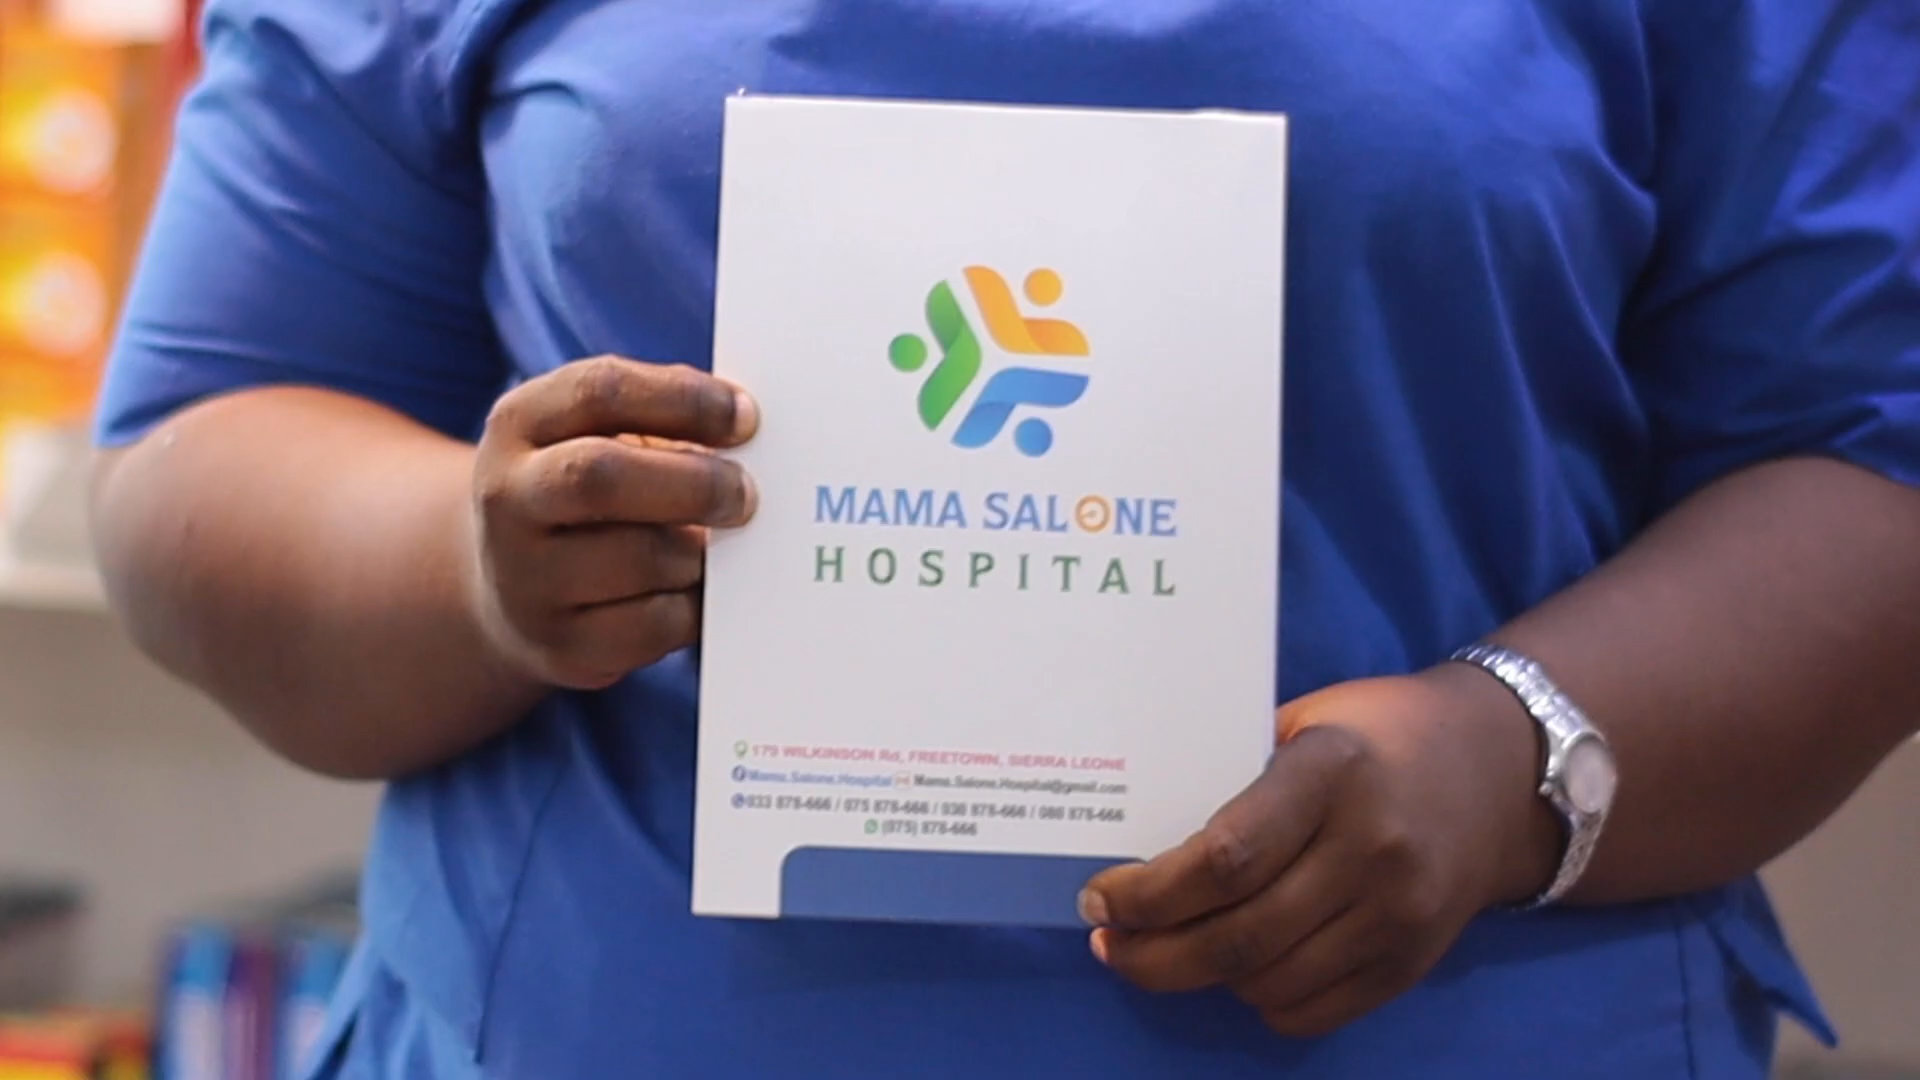 MAMA SALONE
HOSPITAL
179 WILKINSON Rd, FREETOWN, SIERRA LEONE
Mama.Salone.Hospital Mama.Salone.Hospital@gmail.com
033 878-666 / 075 878-666 / 030 878-666 / 080 878-666
(075) 878-666